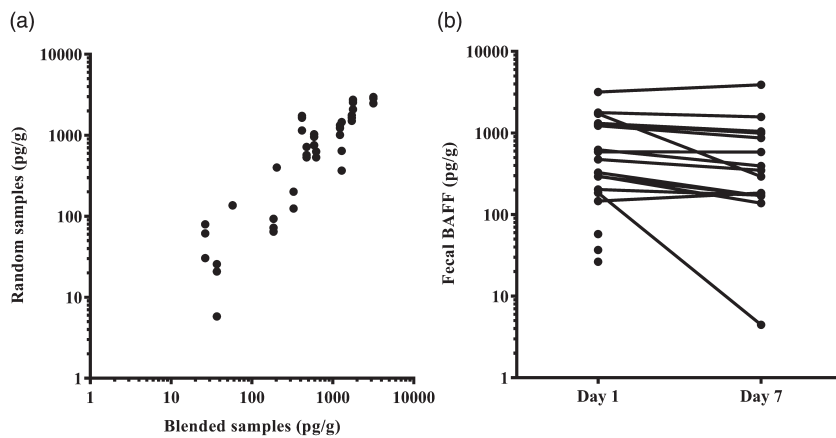 (a)
10000
1000
100
10
1
Random samples (pg/g)
1
10
100
1000
10000
Blended samples (pg/g)
(b)
10000
1000
100
10
1
Fecal BAFF (pg/g)
Day 1
Day 7